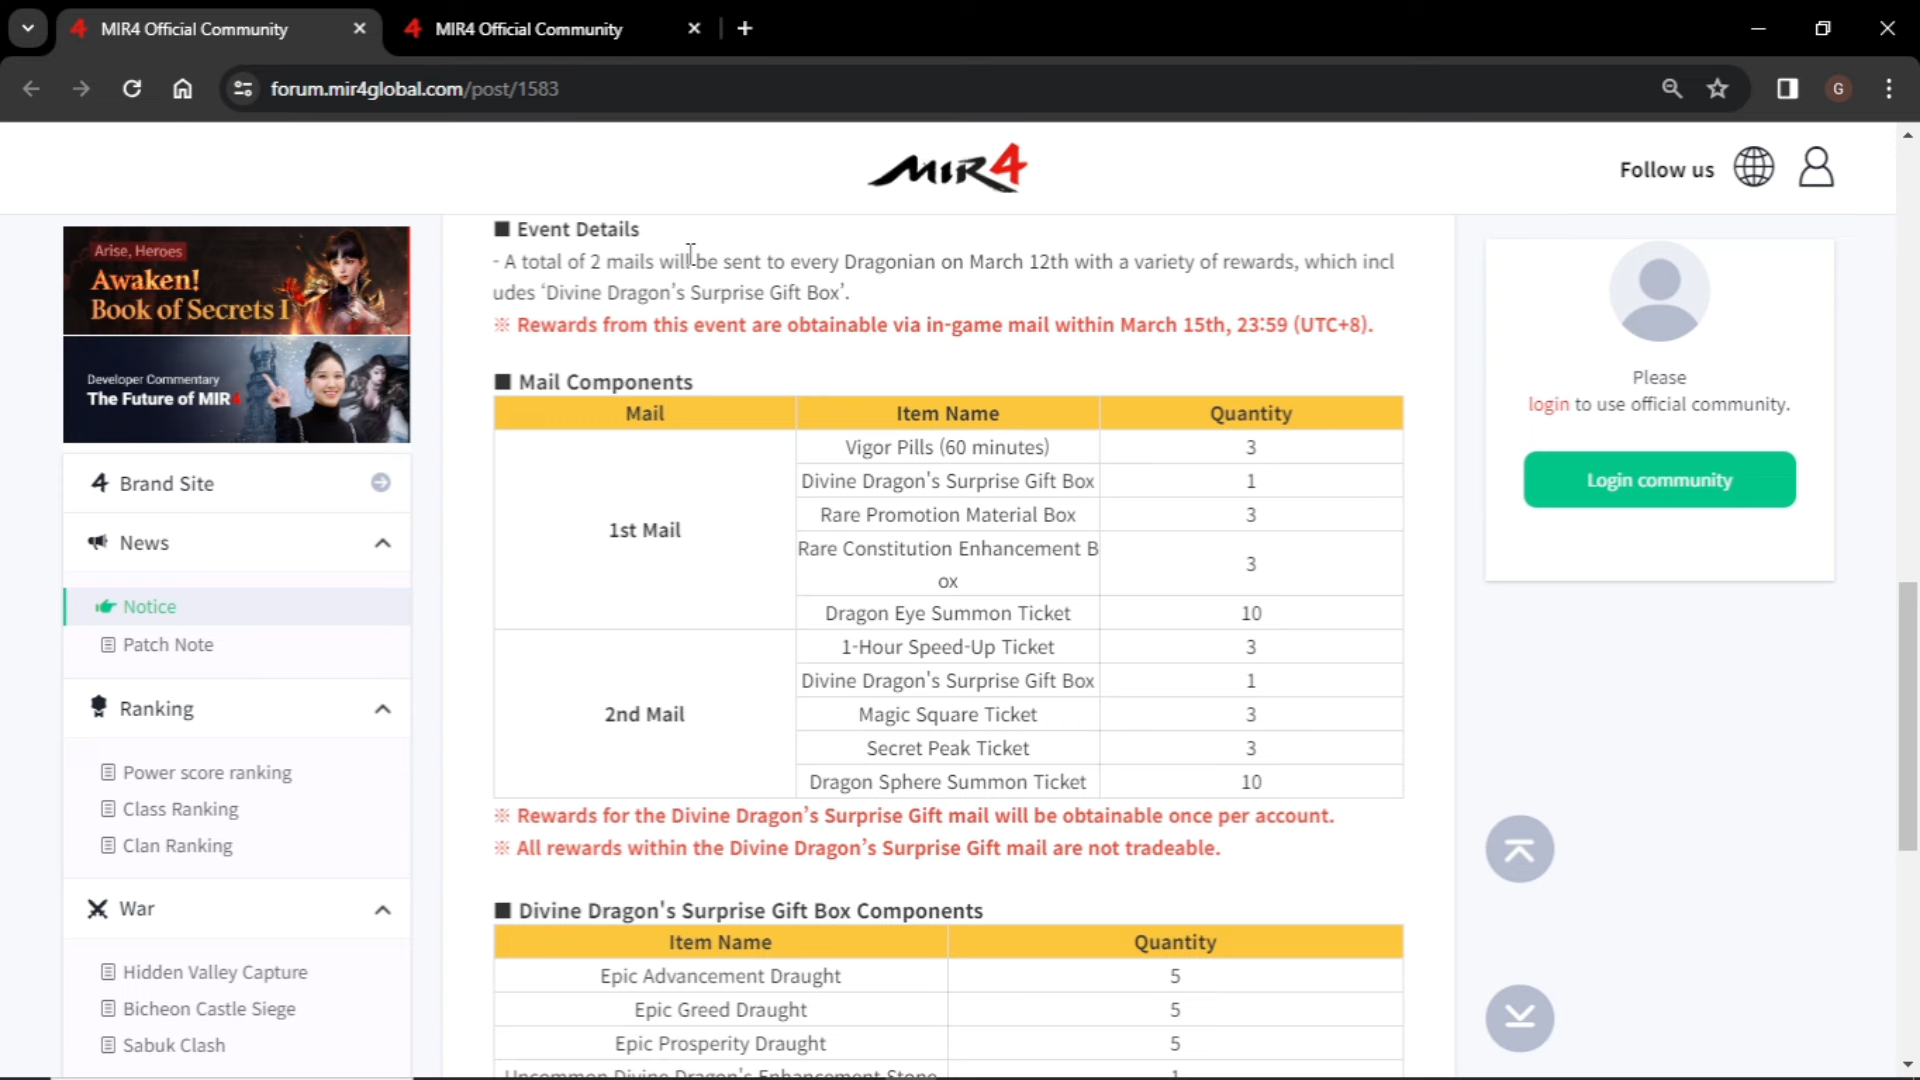 MIR4 Official Community
MIR4 Official Community
forum.mir4global.com/post/1583
G
MIR4
Follow us
Arise, Heroes
Awaken!
Book of Secrets I
Developer Commentary
The Future of MIR4
Brand Site
News
Notice
Patch Note
Ranking
Power score ranking
Class Ranking
Clan Ranking
War
Hidden Valley Capture
Bicheon Castle Siege
Sabuk Clash
■ Event Details
- A total of 2 mails will be sent to every Dragonian on March 12th with a variety of rewards, which incl
udes ‘Divine Dragon’s Surprise Gift Box’.
※ Rewards from this event are obtainable via in-game mail within March 15th, 23:59 (UTC+8).
■ Mail Components
Mail Item Name Quantity
1st Mail
Vigor Pills (60 minutes) 3
Divine Dragon's Surprise Gift Box 1
Rare Promotion Material Box 3
Rare Constitution Enhancement B
ox 3
Dragon Eye Summon Ticket 10
2nd Mail
1-Hour Speed-Up Ticket 3
Divine Dragon's Surprise Gift Box 1
Magic Square Ticket 3
Secret Peak Ticket 3
Dragon Sphere Summon Ticket 10
※ Rewards for the Divine Dragon’s Surprise Gift mail will be obtainable once per account.
※ All rewards within the Divine Dragon’s Surprise Gift mail are not tradeable.
■ Divine Dragon's Surprise Gift Box Components
Item Name Quantity
Epic Advancement Draught 5
Epic Greed Draught 5
Epic Prosperity Draught 5
Uncommon Divine Dragon's Enhancement Stone 1
Please
login to use official community.
Login community